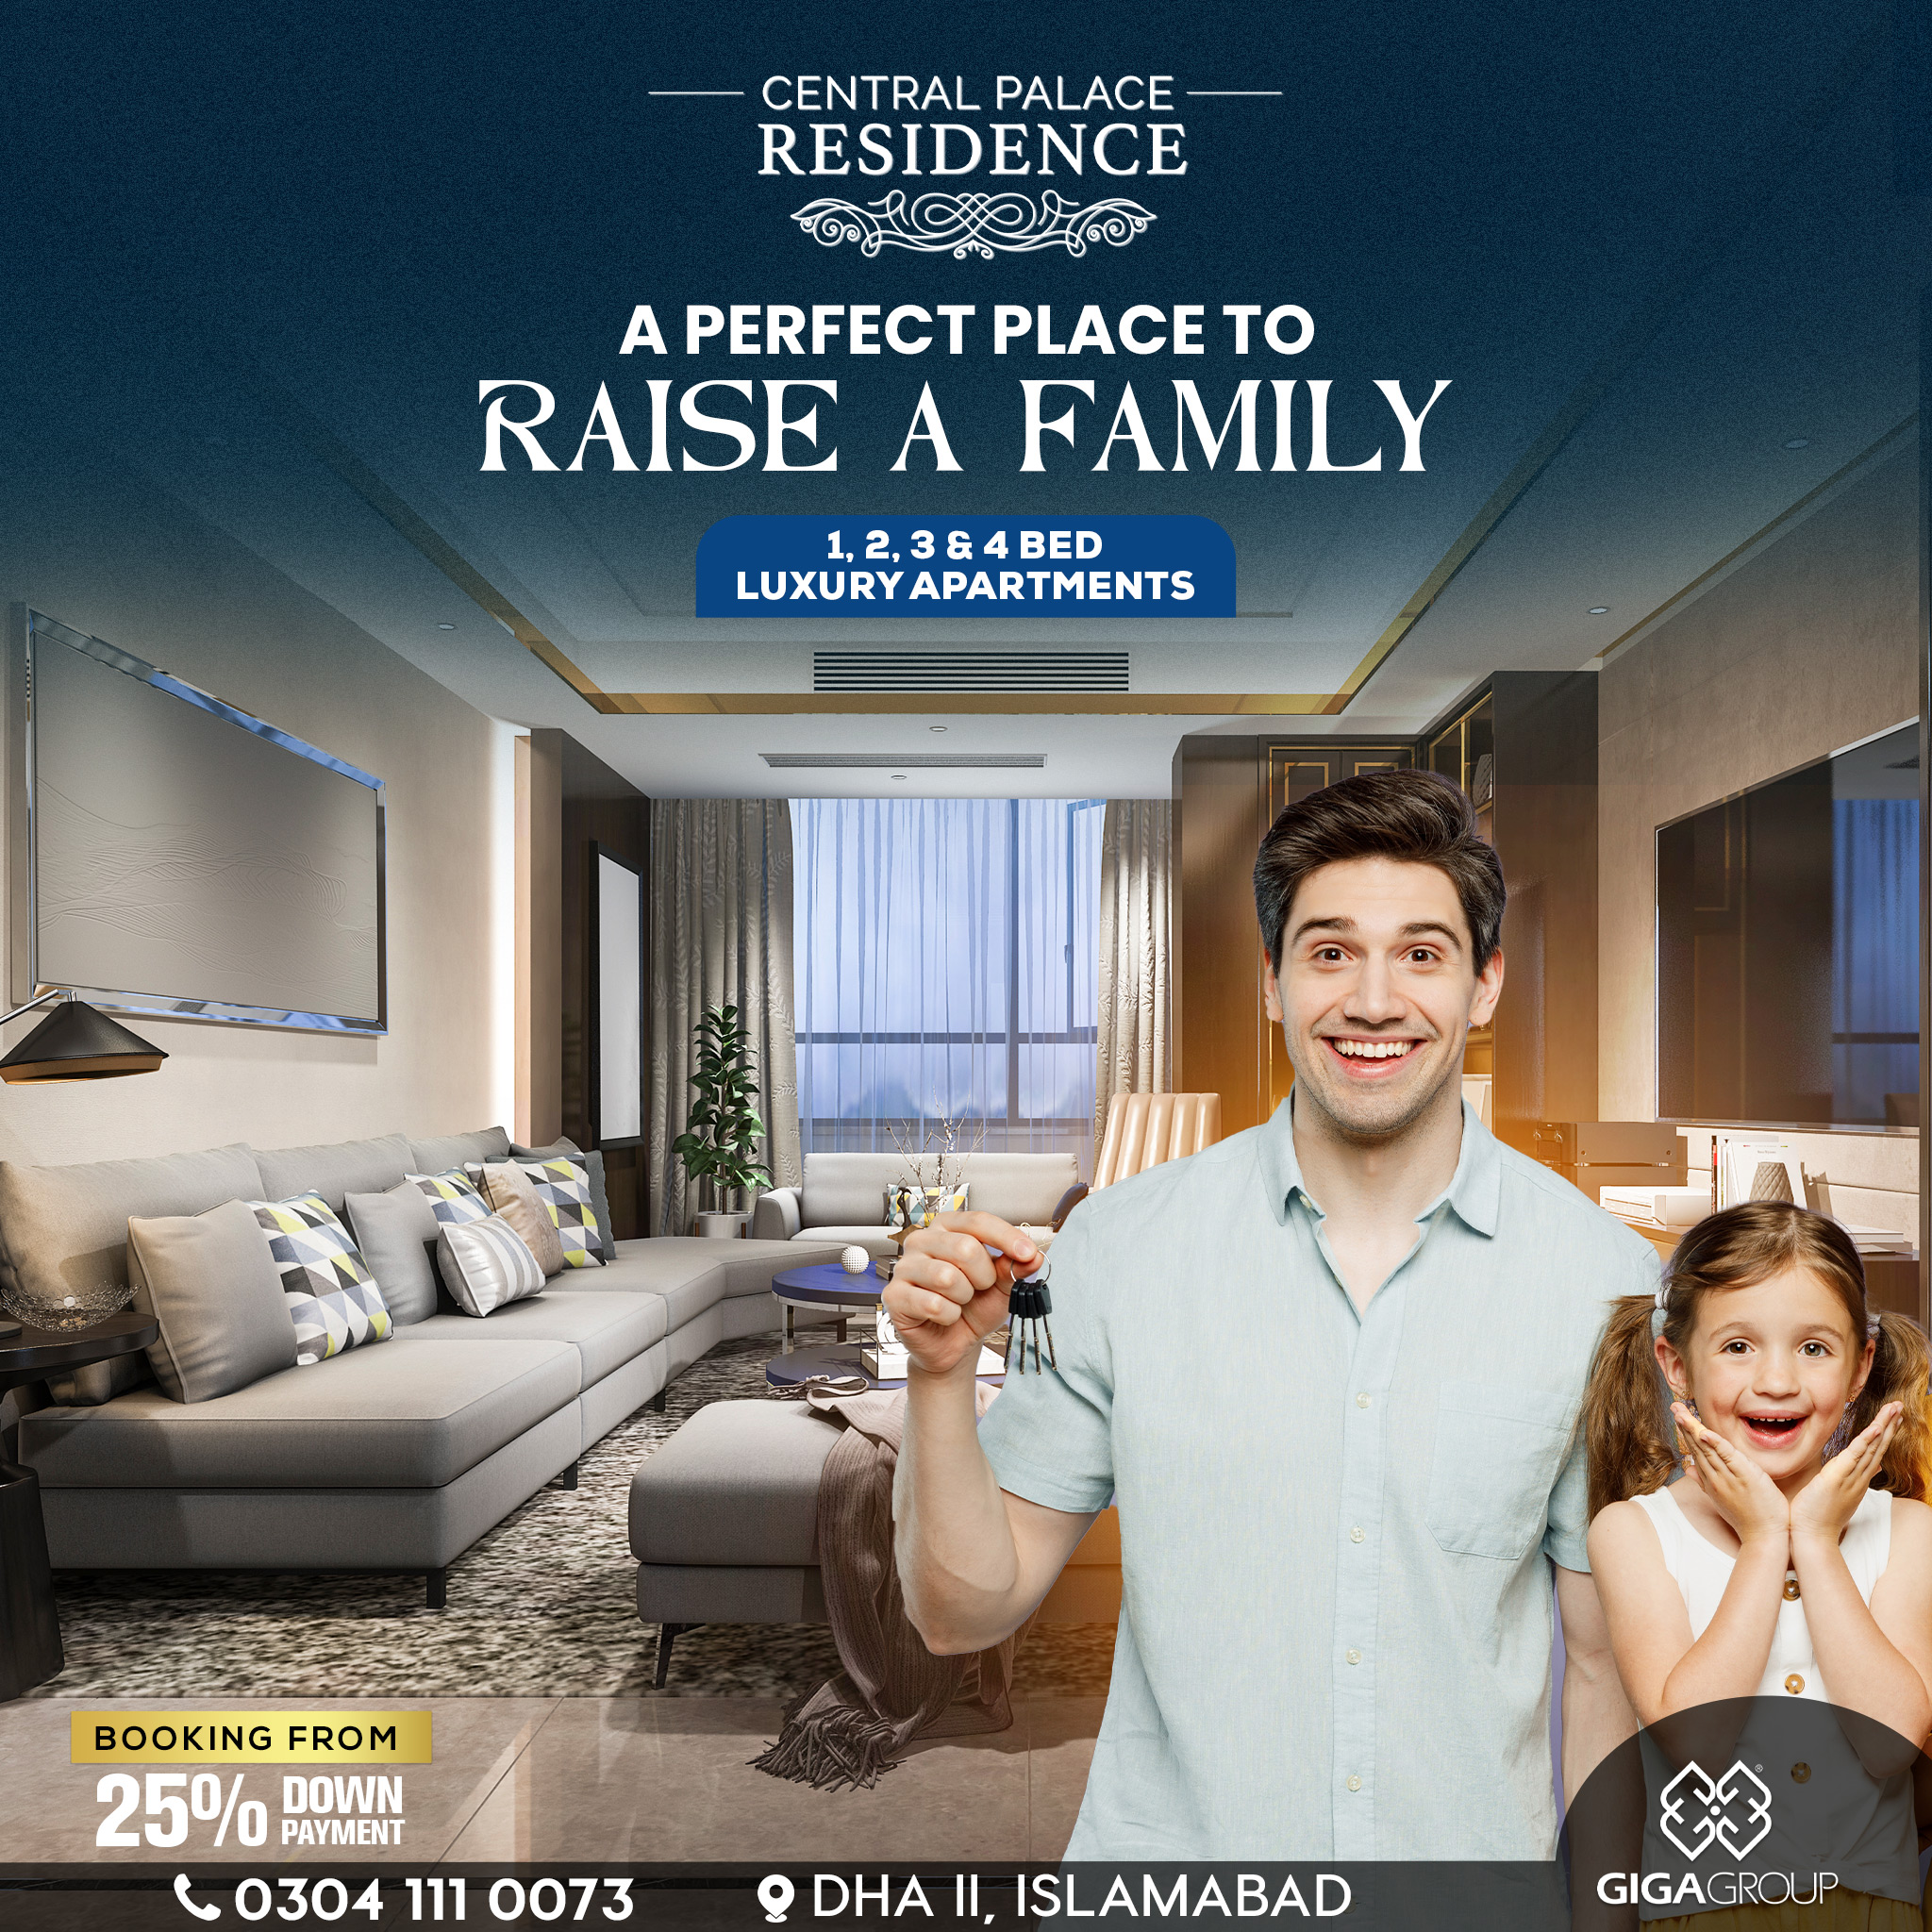 CENTRAL PALACE
RESIDENCE
A PERFECT PLACE TO
RAISE A FAMILY
1, 2, 3 & 4 BED
LUXURY APARTMENTS
BOOKING FROM
25% DOWN
PAYMENT
0304 111 0073
DHA II, ISLAMABAD
®
GIGAGROUP